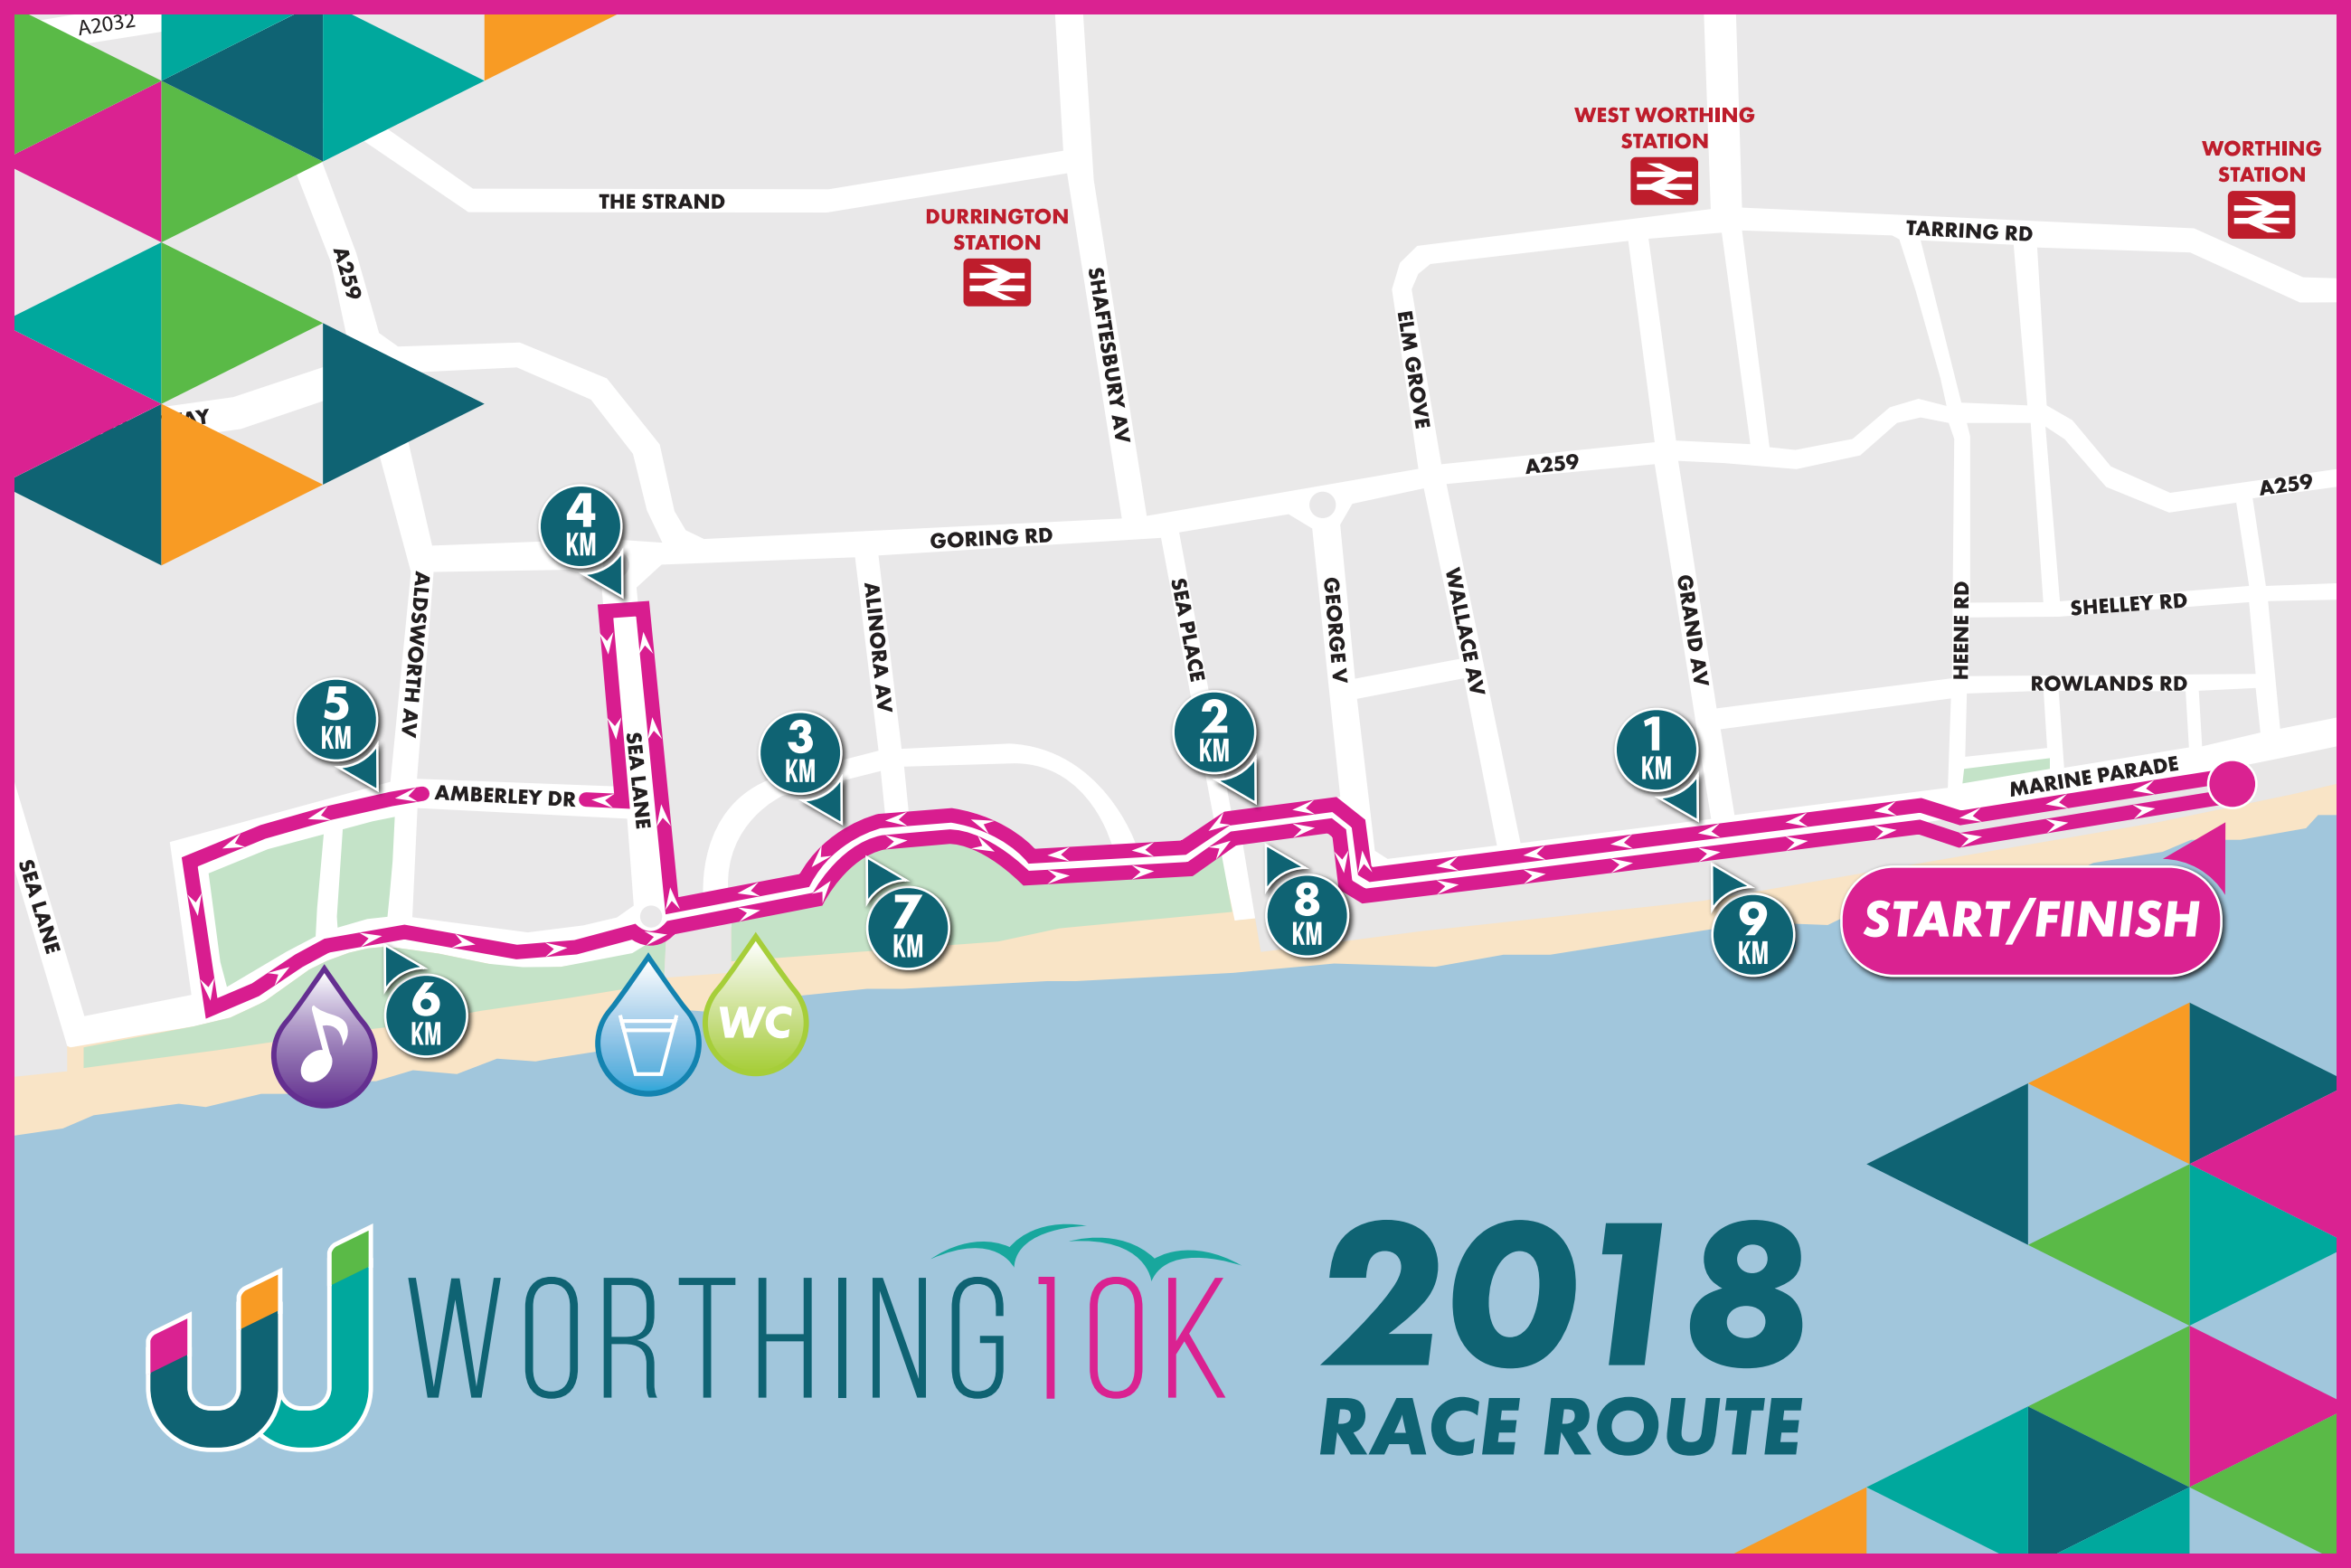 A2032
WEST WORTHING
STATION
WORTHING
STATION
THE STRAND
DURRINGTON
STATION
TARRING RD
A259
SHAFTESBURY AV
ELM GROVE
A259
A259
4
KM
GORING RD
ALDSWORTH AV
ALINORA AV
SEA PLACE
GEORGE V
WALLACE AV
GRAND AV
HEENE RD
SHELLEY RD
ROWLANDS RD
5
KM
3
KM
2
KM
1
KM
SEA LANE
AMBERLEY DR
MARINE PARADE
SEA LANE
7
KM
8
KM
9
KM
START/FINISH
6
KM
WC
WORTHING10K
2018
RACE ROUTE